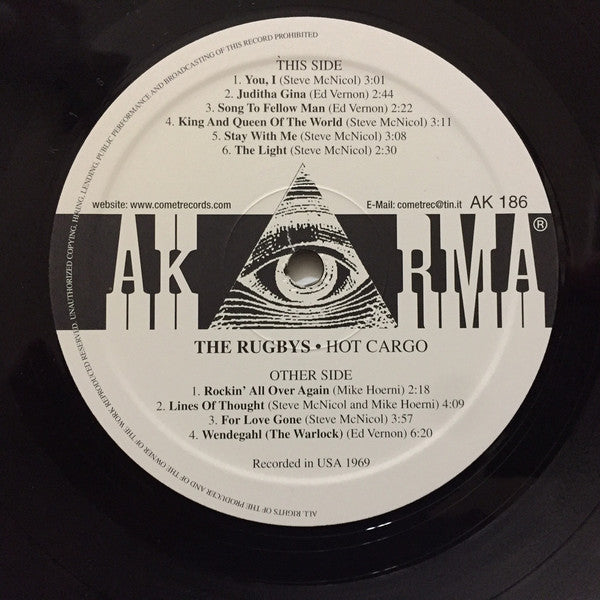 THIS SIDE
1. You, I (Steve McNicol) 3:01
2. Juditha Gina (Ed Vernon) 2:44
3. Song To Fellow Man (Ed Vernon) 2:22
4. King And Queen Of The World (Steve McNicol) 3:11
5. Stay With Me (Steve McNicol) 3:08
6. The Light (Steve McNicol) 2:30
website: www.cometrecords.com E-Mail: cometrec@tin.it AK 186
AK RMA ®
THE RUGBYS • HOT CARGO
OTHER SIDE
1. Rockin' All Over Again (Mike Hoerni) 2:18
2. Lines Of Thought (Steve McNicol and Mike Hoerni) 4:09
3. For Love Gone (Steve McNicol) 3:57
4. Wendegahl (The Warlock) (Ed Vernon) 6:20
Recorded in USA 1969
ALL RIGHTS OF THE PRODUCER AND OF THE OWNER OF THE WORK REPRODUCED RESERVED. UNAUTHORIZED COPYING, HIRING, LENDING, PUBLIC PERFORMANCE AND BROADCASTING OF THIS RECORD PROHIBITED